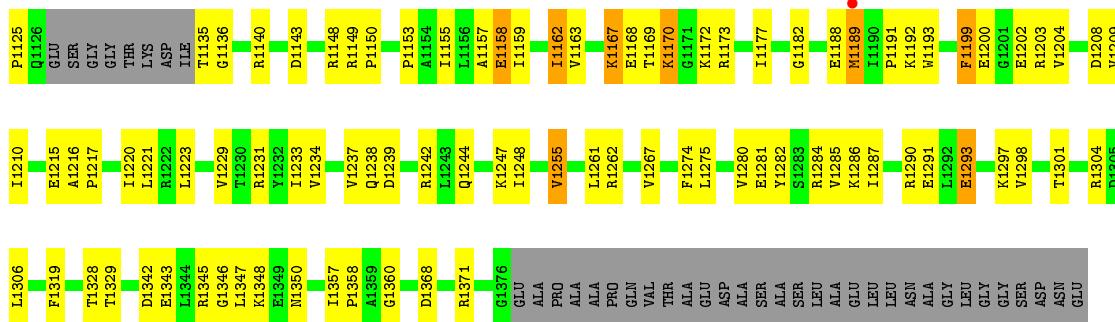 P1125 Q1126 GLU SER GLY GLY THR LYS ASP ILE T1135 G1136 R1140 D1143 R1148 R1149 P1150 P1153 A1154 I1155 L1156 A1157 E1158 I1159 I1162 V1163 K1167 E1168 T1169 K1170 G1171 K1172 R1173 I1177 G1182 E1188 M1189 I1190 P1191 K1192 W1193 F1199 E1200 G1201 E1202 R1203 V1204 D1208 V1209
I1210 E1215 A1216 P1217 I1220 L1221 R1222 L1223 V1229 T1230 R1231 Y1232 I1233 V1234 V1237 Q1238 D1239 R1242 L1243 Q1244 K1247 I1248 V1255 L1261 R1262 V1267 F1274 L1275 V1280 E1281 Y1282 S1283 R1284 V1285 K1286 I1287 R1290 E1291 L1292 E1293 K1297 V1298 T1301 R1304 D1305
L1306 F1319 T1328 T1329 D1342 E1343 L1344 R1345 G1346 L1347 K1348 E1349 N1350 I1357 P1358 A1359 G1360 D1368 R1371 G1376 GLU ALA PRO ALA ALA PRO GLN VAL THR ALA GLU ASP ALA SER ALA SER LEU ALA GLU LEU LEU ASN ALA GLY LEU GLY GLY SER ASP ASN GLU